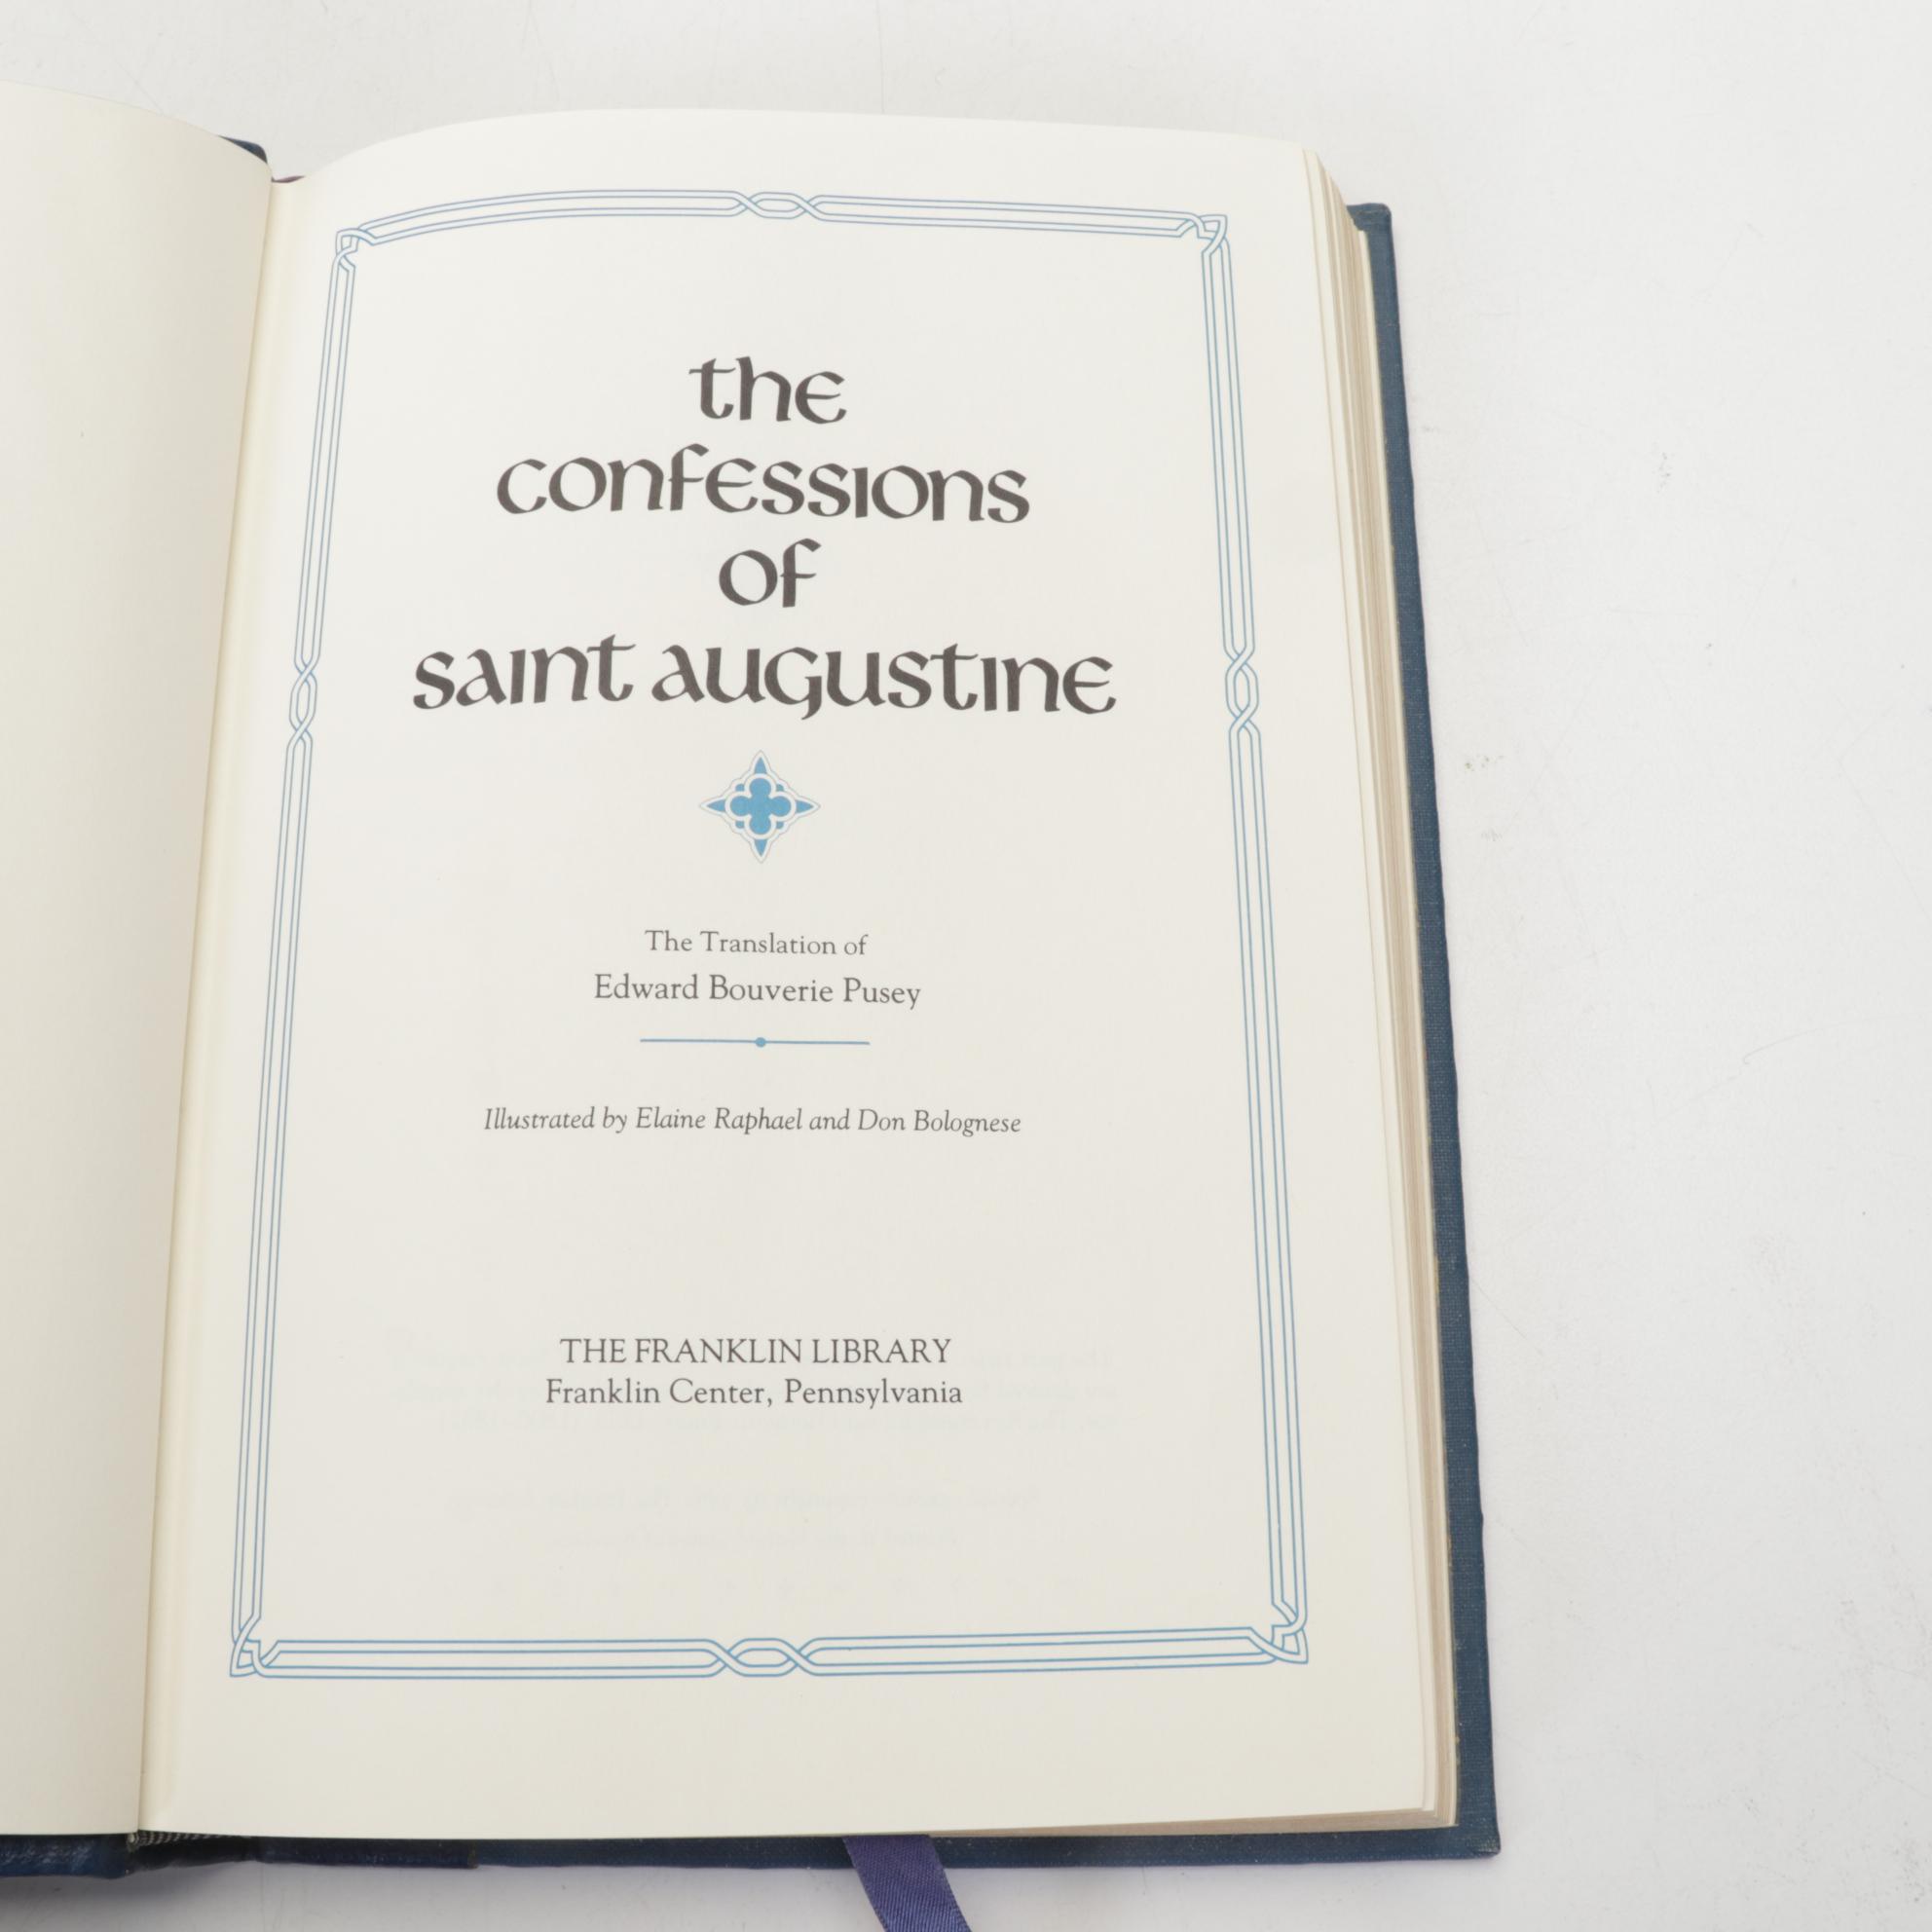 the
confessions
of
saint augustine
The Translation of
Edward Bouverie Pusey
Illustrated by Elaine Raphael and Don Bolognese
THE FRANKLIN LIBRARY
Franklin Center, Pennsylvania